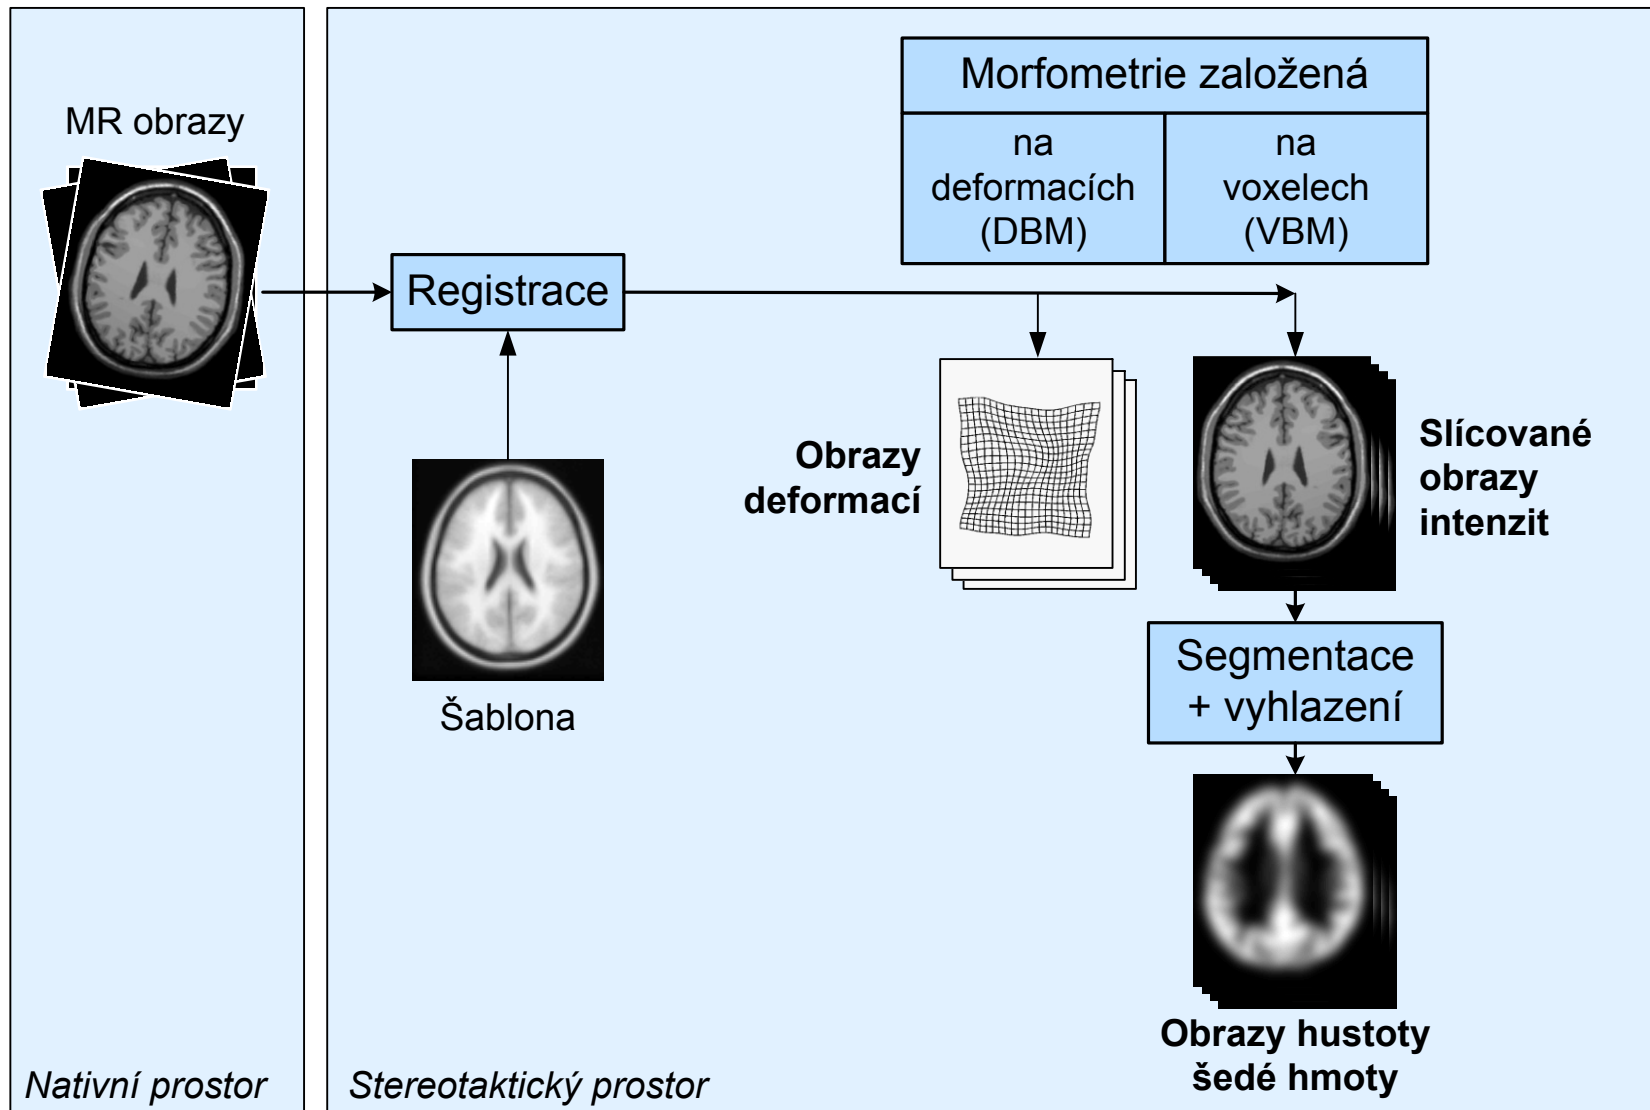 MR obrazy
Morfometrie založená
na
deformacích
(DBM)
na
voxelech
(VBM)
Registrace
Šablona
Obrazy
deformací
Slícované
obrazy
intenzit
Segmentace
+ vyhlazení
Obrazy hustoty
šedé hmoty
Nativní prostor
Stereotaktický prostor